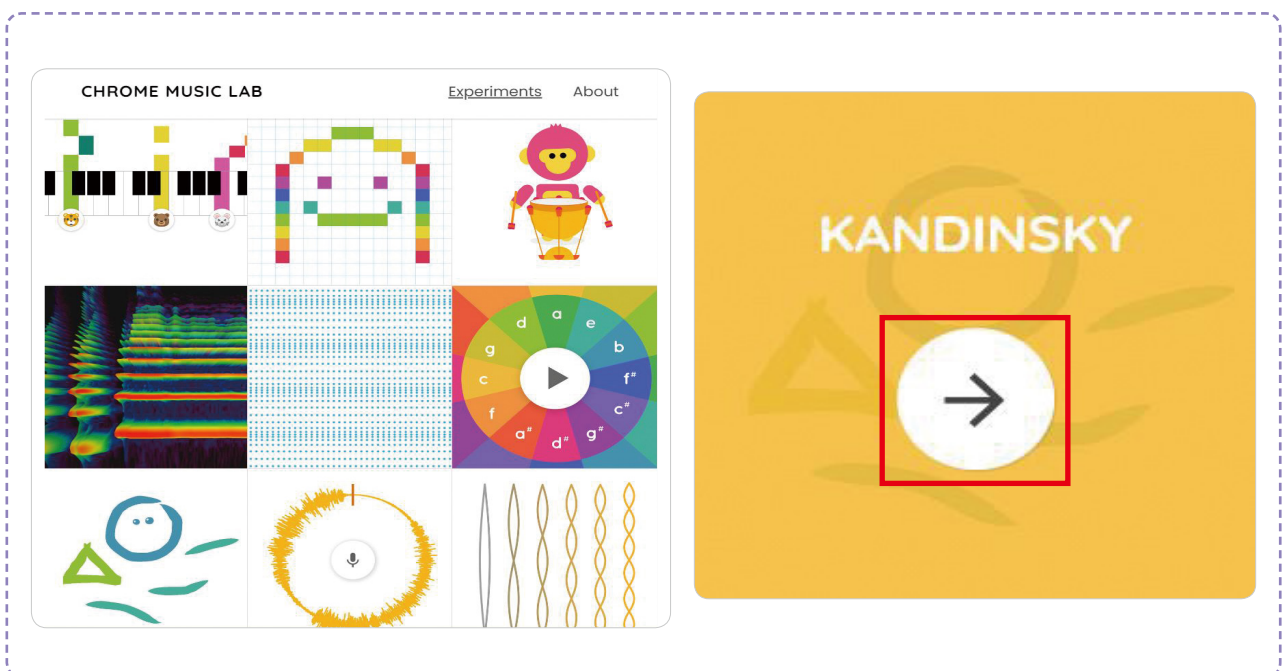 CHROME MUSIC LAB
Experiments About
d a e
g b
c f#
f c#
a# d# g#
KANDINSKY